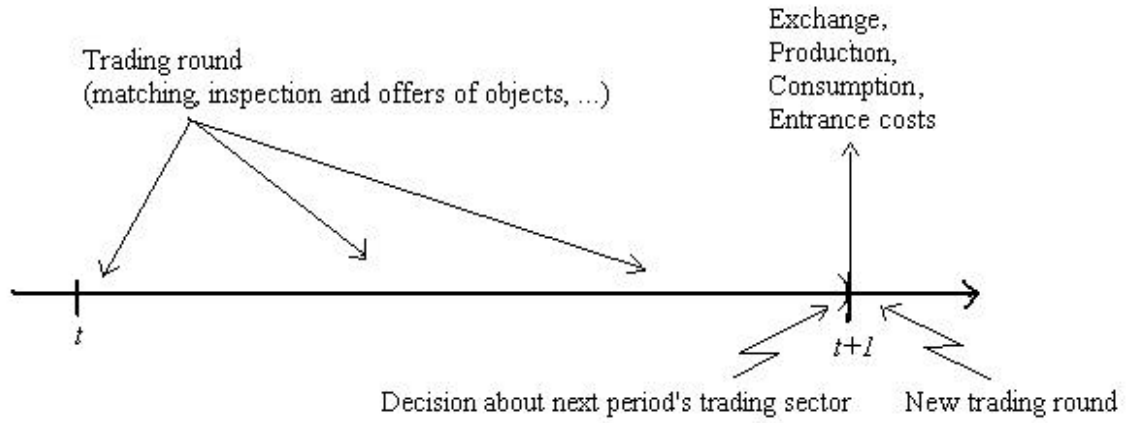 Exchange,
Production,
Consumption,
Entrance costs
Trading round
(matching, inspection and offers of objects, ...)
t
t+1
Decision about next period's trading sector
New trading round